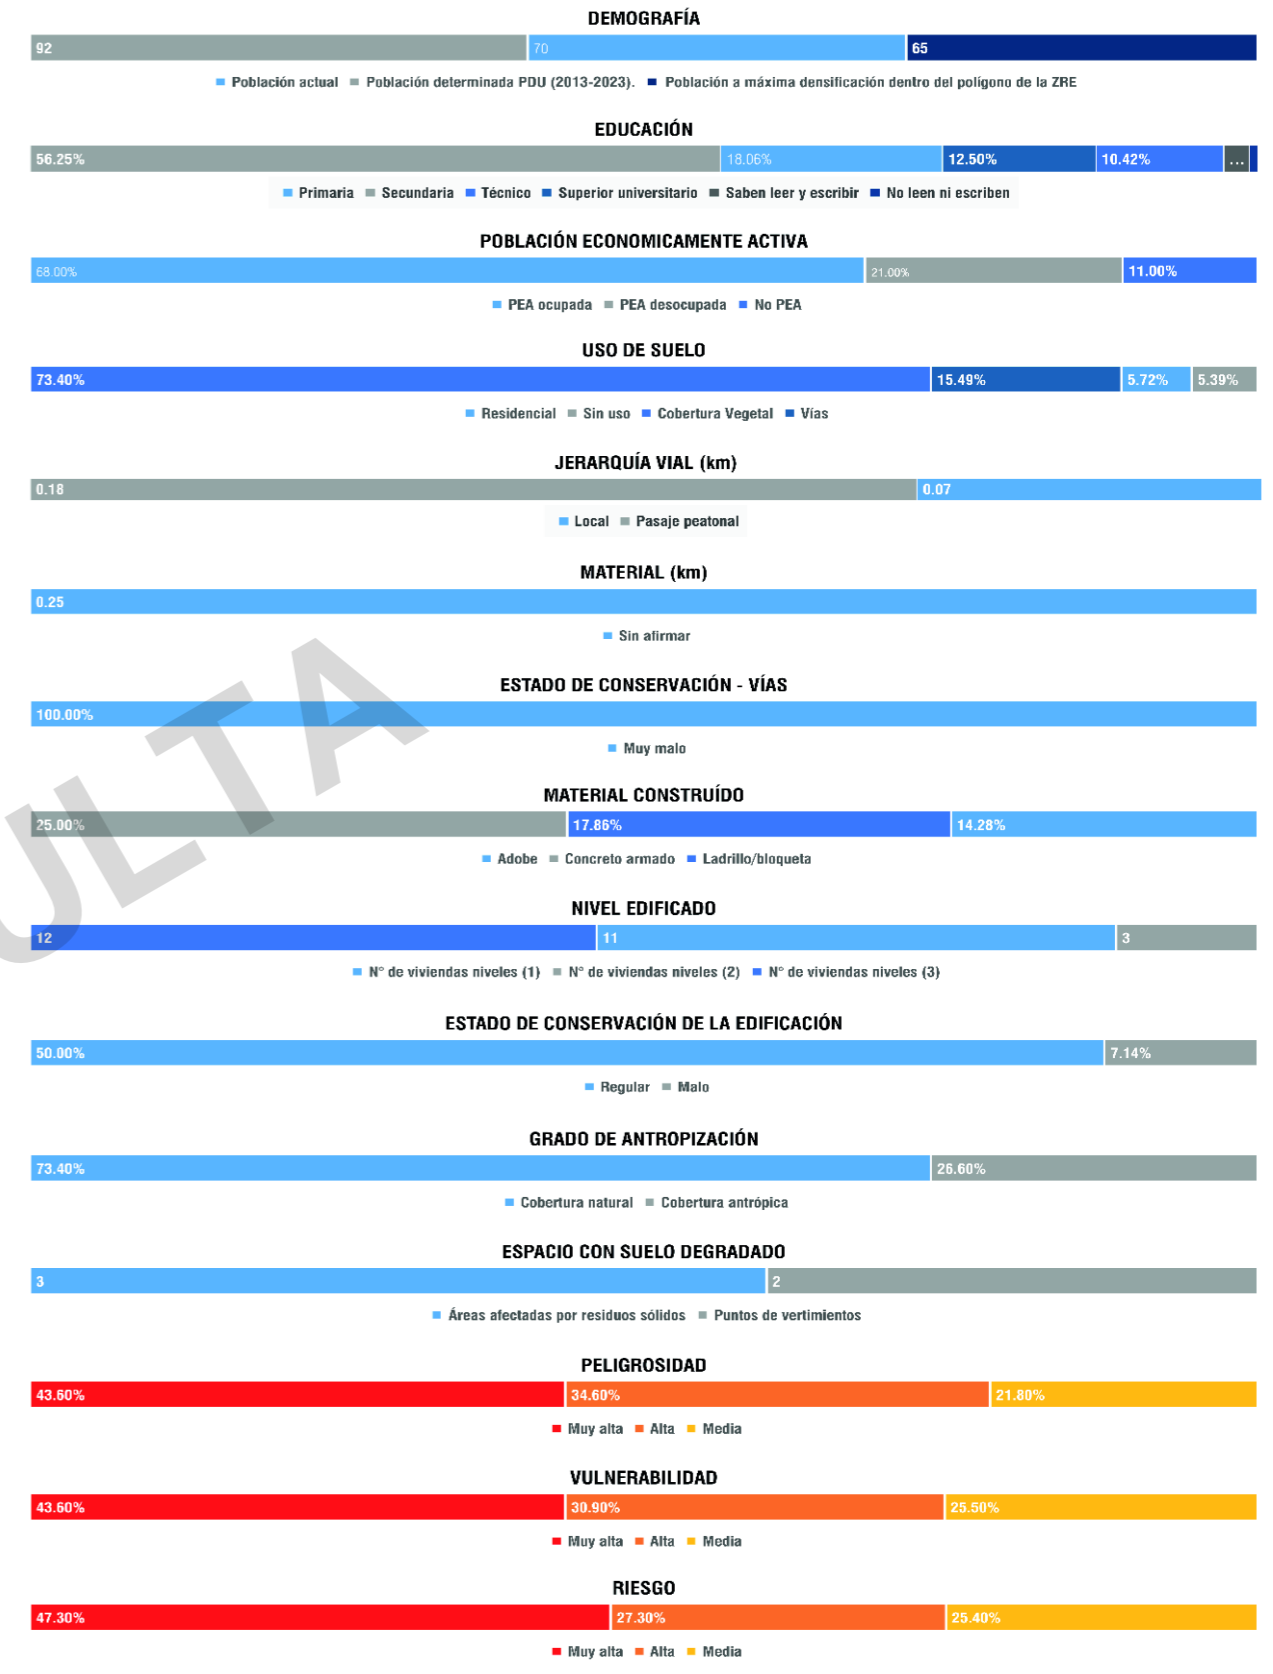 DEMOGRAFÍA
92 70 65
Población actual Población determinada PDU (2013-2023). Población a máxima densificación dentro del polígono de la ZRE
EDUCACIÓN
56.25% 18.06% 12.50% 10.42% ...
Primaria Secundaria Técnico Superior universitario Saben leer y escribir No leen ni escriben
POBLACIÓN ECONOMICAMENTE ACTIVA
68.00% 21.00% 11.00%
PEA ocupada PEA desocupada No PEA
USO DE SUELO
73.40% 15.49% 5.72% 5.39%
Residencial Sin uso Cobertura Vegetal Vías
JERARQUÍA VIAL (km)
0.18 0.07
Local Pasaje peatonal
MATERIAL (km)
0.25
Sin afirmar
ESTADO DE CONSERVACIÓN - VÍAS
100.00%
Muy malo
MATERIAL CONSTRUÍDO
25.00% 17.86% 14.28%
Adobe Concreto armado Ladrillo/bloqueta
NIVEL EDIFICADO
12 11 3
N° de viviendas niveles (1) N° de viviendas niveles (2) N° de viviendas niveles (3)
ESTADO DE CONSERVACIÓN DE LA EDIFICACIÓN
50.00% 7.14%
Regular Malo
GRADO DE ANTROPIZACIÓN
73.40% 26.60%
Cobertura natural Cobertura antrópica
ESPACIO CON SUELO DEGRADADO
3 2
Áreas afectadas por residuos sólidos Puntos de vertimientos
PELIGROSIDAD
43.60% 34.60% 21.80%
Muy alta Alta Media
VULNERABILIDAD
43.60% 30.90% 25.50%
Muy alta Alta Media
RIESGO
47.30% 27.30% 25.40%
Muy alta Alta Media
ULTA